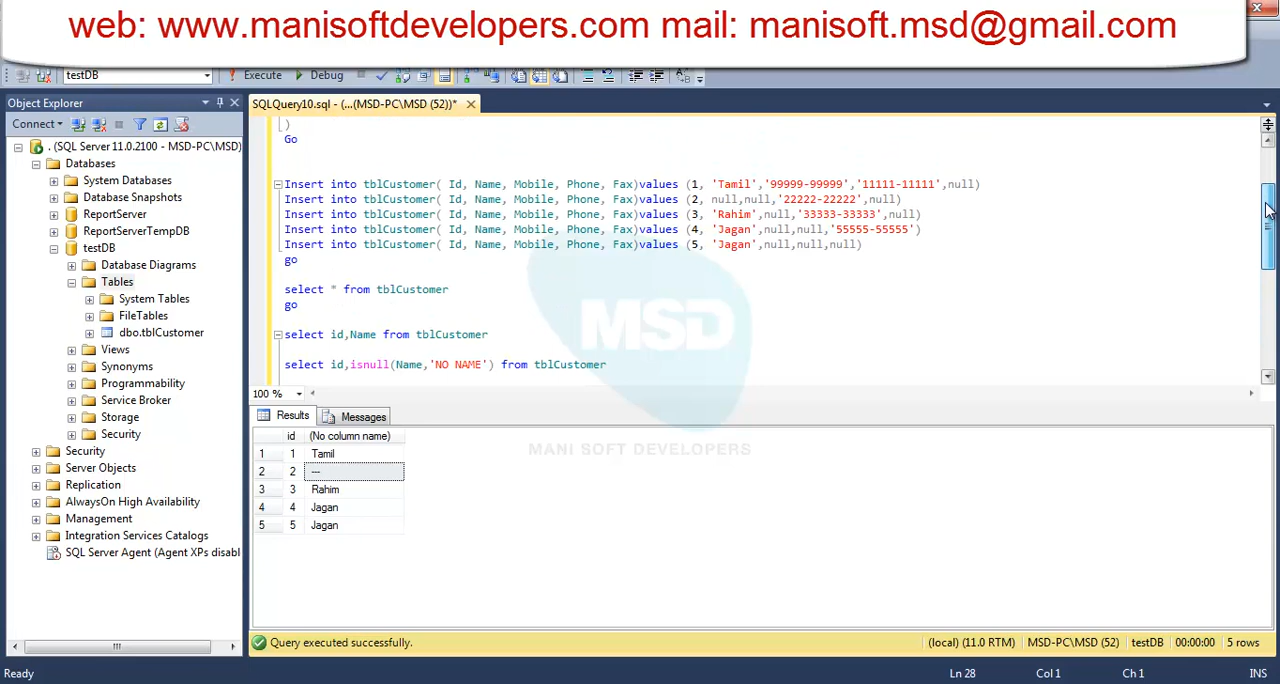 web: www.manisoftdevelopers.com mail: manisoft.msd@gmail.com
testDB Execute Debug
Object Explorer
SQLQuery10.sql - (...(MSD-PC\MSD (52))*
Connect
. (SQL Server 11.0.2100 - MSD-PC\MSD)
Databases
System Databases
Database Snapshots
ReportServer
ReportServerTempDB
testDB
Database Diagrams
Tables
System Tables
FileTables
dbo.tblCustomer
Views
Synonyms
Programmability
Service Broker
Storage
Security
Security
Server Objects
Replication
AlwaysOn High Availability
Management
Integration Services Catalogs
SQL Server Agent (Agent XPs disabl
)
Go
Insert into tblCustomer( Id, Name, Mobile, Phone, Fax)values (1, 'Tamil','99999-99999','11111-11111',null)
Insert into tblCustomer( Id, Name, Mobile, Phone, Fax)values (2, null,null,'22222-22222',null)
Insert into tblCustomer( Id, Name, Mobile, Phone, Fax)values (3, 'Rahim',null,'33333-33333',null)
Insert into tblCustomer( Id, Name, Mobile, Phone, Fax)values (4, 'Jagan',null,null,'55555-55555')
Insert into tblCustomer( Id, Name, Mobile, Phone, Fax)values (5, 'Jagan',null,null,null)
go
select * from tblCustomer
go
select id,Name from tblCustomer
select id,isnull(Name,'NO NAME') from tblCustomer
MSD
MANI SOFT DEVELOPERS
100 %
Results Messages
id (No column name)
1 1 Tamil
2 2 ---
3 3 Rahim
4 4 Jagan
5 5 Jagan
Query executed successfully. (local) (11.0 RTM) MSD-PC\MSD (52) testDB 00:00:00 5 rows
Ready Ln 28 Col 1 Ch 1 INS